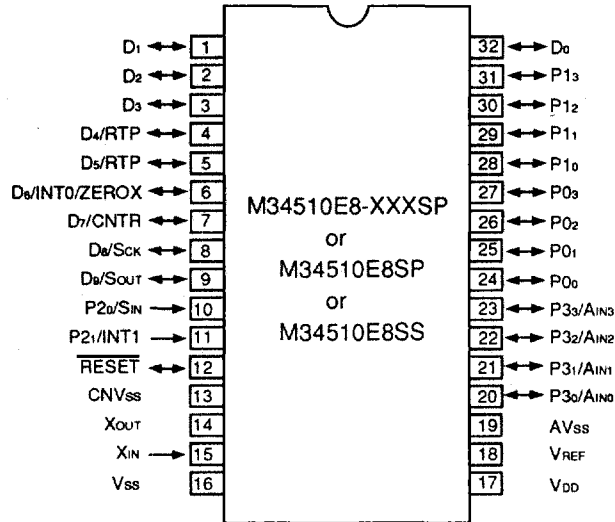 D1 1 32 D0
D2 2 31 P13
D3 3 30 P12
D4/RTP 4 29 P11
D5/RTP 5 28 P10
D6/INT0/ZEROX 6 27 P03
D7/CNTR 7 26 P02
D8/SCK 8 25 P01
D9/SOUT 9 24 P00
P20/SIN 10 23 P33/AIN3
P21/INT1 11 22 P32/AIN2
RESET 12 21 P31/AIN1
CNVSS 13 20 P30/AIN0
XOUT 14 19 AVSS
XIN 15 18 VREF
VSS 16 17 VDD
M34510E8-XXXSP
or
M34510E8SP
or
M34510E8SS